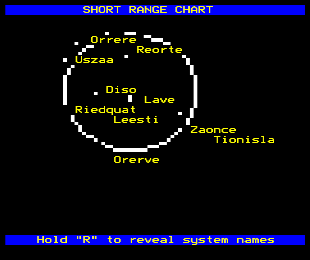 SHORT RANGE CHART
Orrere
Reorte
Uszaa
Diso
Lave
Riedquat
Leesti
Zaonce
Tionisla
Orerve
Hold "R" to reveal system names